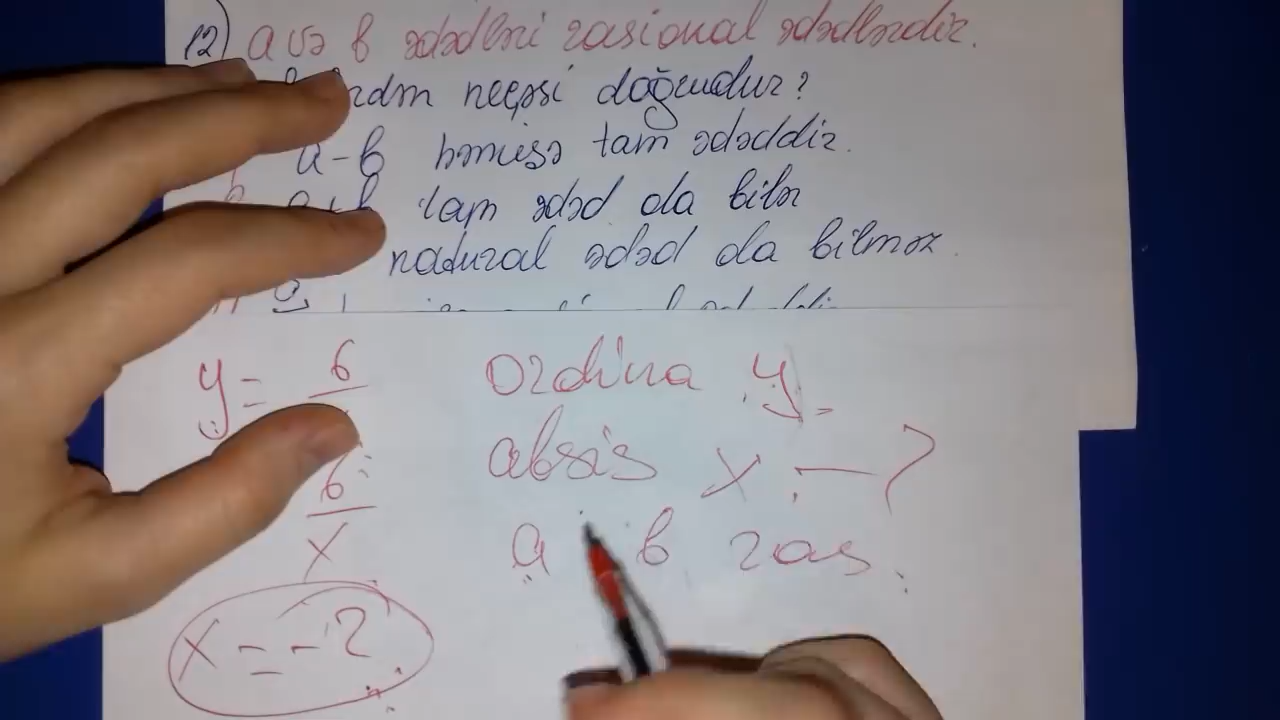 12) a və b ədədləri rasional ədədlərdir.
neçəsi doğrudur?
a-b həmişə tam ədəddir.
tam ədəd ola bilər
natural ədəd ola bilməz.
y = 6
ordina y
6
x
absis x - ?
a b ras.
x = -2